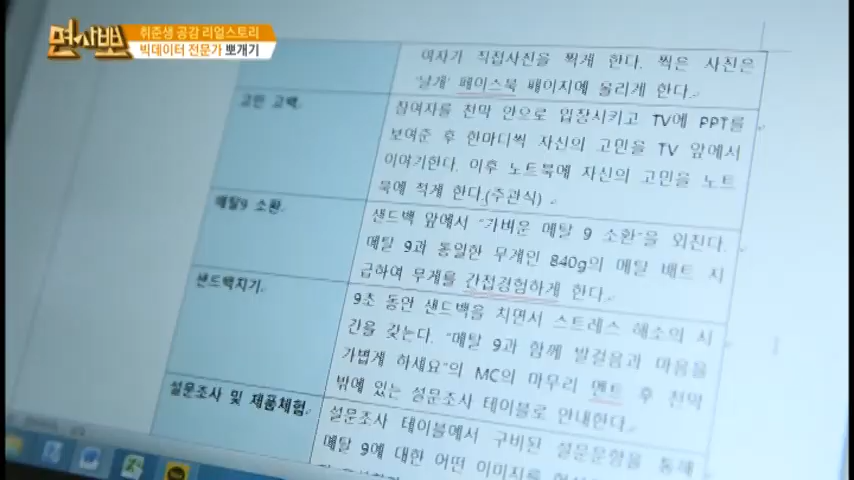 면사뽀
취준생 공감 리얼스토리
빅데이터 전문가 뽀개기
여자기 직접사진을 찍게 한다. 찍은 사진은
'날개' 페이스북 페이지에 올리게 한다.
고민 고백
참여자를 천막 안으로 입장시키고 TV에 PPT를
보여준 후 한마디씩 자신의 고민을 TV 앞에서
이야기한다. 이후 노트북에 자신의 고민을 노트
북에 적게 한다.(주관식)
메탈9 소환
샌드백 앞에서 "가벼운 메탈 9 소환"을 외친다.
메탈 9과 동일한 무게인 840g의 메탈 배트 지
급하여 무게를 간접경험하게 한다.
샌드백치기
9초 동안 샌드백을 치면서 스트레스 해소의 시
간을 갖는다. "메탈 9과 함께 발걸음과 마음을
가볍게 하세요"의 MC의 마무리 멘트 후 천막
밖에 있는 설문조사 테이블로 안내한다.
설문조사 및 제품체험
설문조사 테이블에서 구비된 설문문항을 통해
메탈 9에 대한 어떤 이미지를